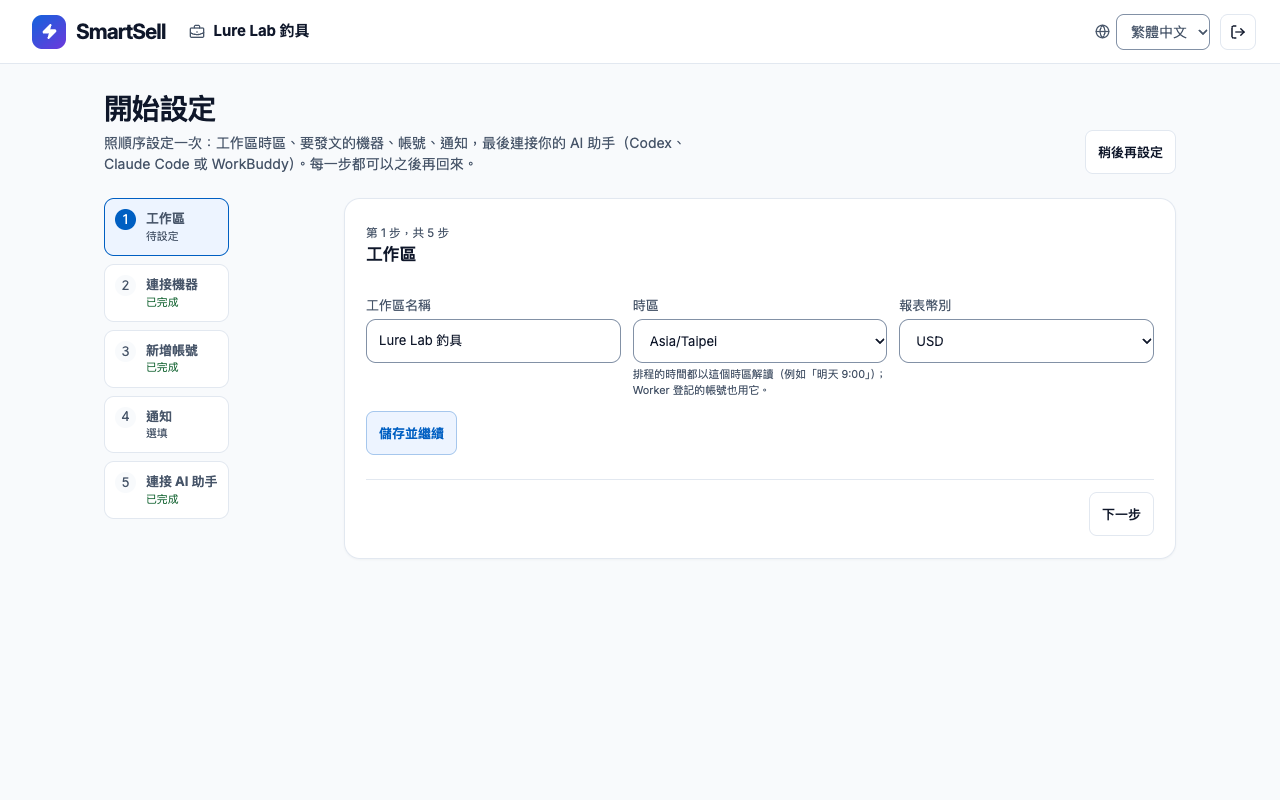 SmartSell
Lure Lab 釣具
繁體中文
開始設定
照順序設定一次：工作區時區、要發文的機器、帳號、通知，最後連接你的 AI 助手（Codex、
Claude Code 或 WorkBuddy）。每一步都可以之後再回來。
稍後再設定
1
工作區
待設定
2
連接機器
已完成
3
新增帳號
已完成
4
通知
選填
5
連接 AI 助手
已完成
第 1 步，共 5 步
工作區
工作區名稱
時區
報表幣別
Lure Lab 釣具
Asia/Taipei
USD
排程的時間都以這個時區解讀（例如「明天 9:00」）；
Worker 登記的帳號也用它。
儲存並繼續
下一步